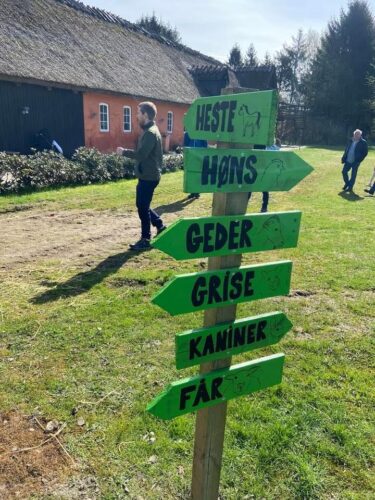 HESTE
HØNS
GEDER
GRISE
KANINER
FÅR